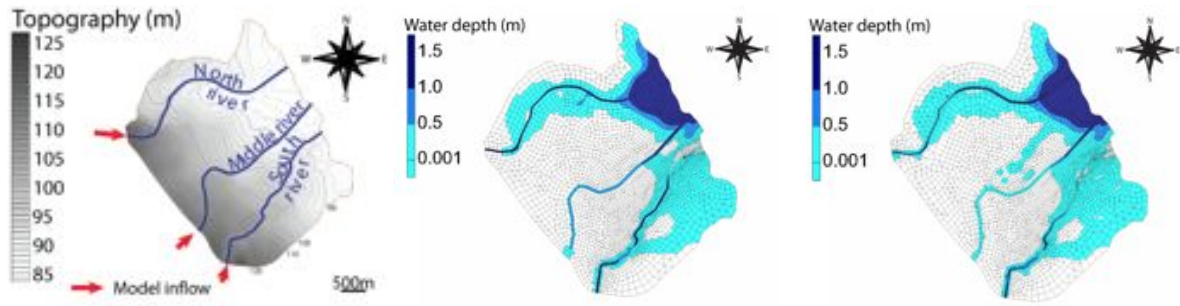 Topography (m)
125
120
115
110
105
100
95
90
85
North
river
Middle river
South
river
N
W
E
S
Model inflow
500m
Water depth (m)
1.5
1.0
0.5
0.001
N
W
E
S
Water depth (m)
1.5
1.0
0.5
0.001
N
W
E
S